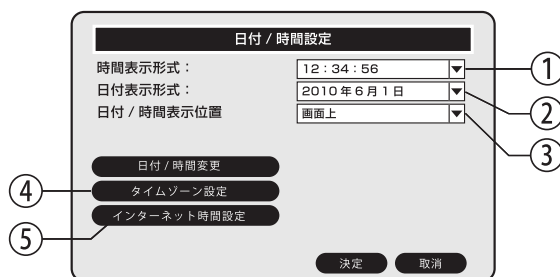 日付 / 時間設定
時間表示形式： 12：34：56 ①
日付表示形式： 2010年6月1日 ②
日付 / 時間表示位置 画面上 ③
日付 / 時間変更
④ タイムゾーン設定
⑤ インターネット時間設定
決定 取消